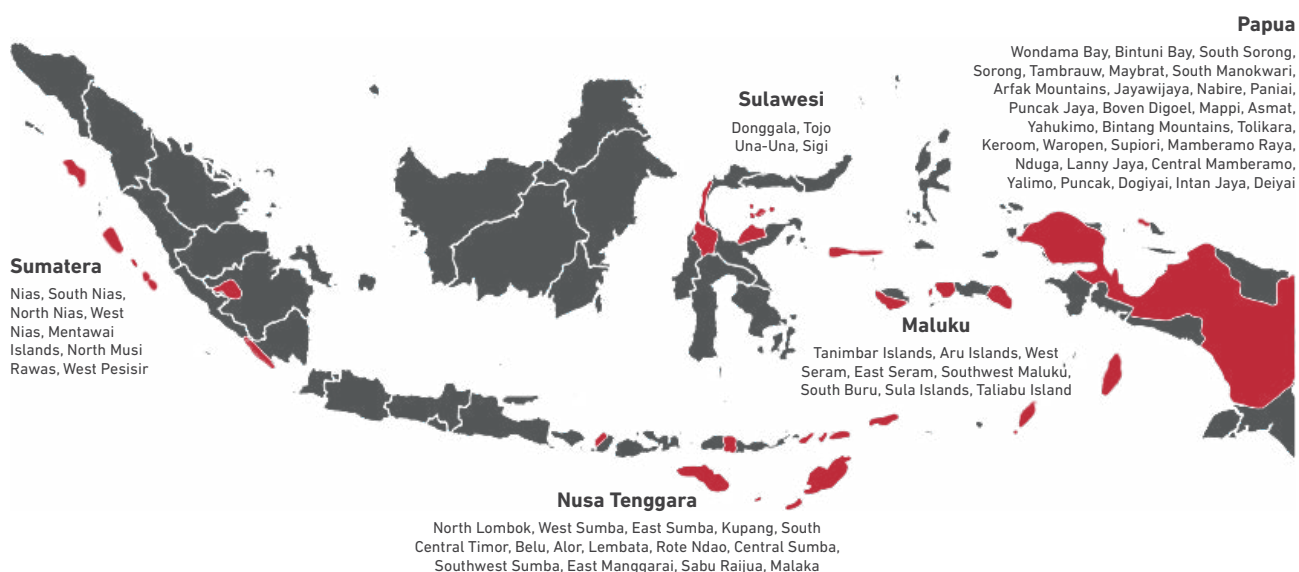 Papua
Wondama Bay, Bintuni Bay, South Sorong,
Sorong, Tambrauw, Maybrat, South Manokwari,
Arfak Mountains, Jayawijaya, Nabire, Paniai,
Puncak Jaya, Boven Digoel, Mappi, Asmat,
Yahukimo, Bintang Mountains, Tolikara,
Keroom, Waropen, Supiori, Mamberamo Raya,
Nduga, Lanny Jaya, Central Mamberamo,
Yalimo, Puncak, Dogiyai, Intan Jaya, Deiyai
Sulawesi
Donggala, Tojo
Una-Una, Sigi
Sumatera
Nias, South Nias,
North Nias, West
Nias, Mentawai
Islands, North Musi
Rawas, West Pesisir
Maluku
Tanimbar Islands, Aru Islands, West
Seram, East Seram, Southwest Maluku,
South Buru, Sula Islands, Taliabu Island
Nusa Tenggara
North Lombok, West Sumba, East Sumba, Kupang, South
Central Timor, Belu, Alor, Lembata, Rote Ndao, Central Sumba,
Southwest Sumba, East Manggarai, Sabu Raijua, Malaka